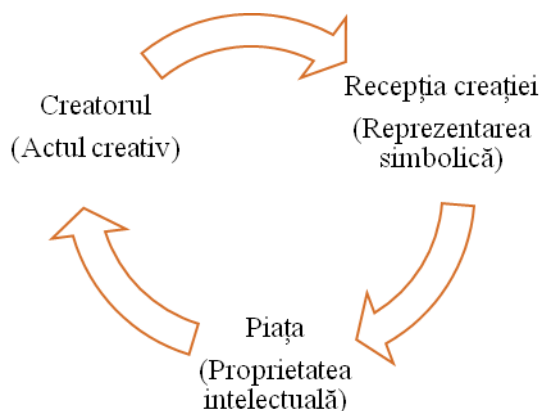 Creatorul
(Actul creativ)
Recepția creației
(Reprezentarea
simbolică)
Piața
(Proprietatea
intelectuală)